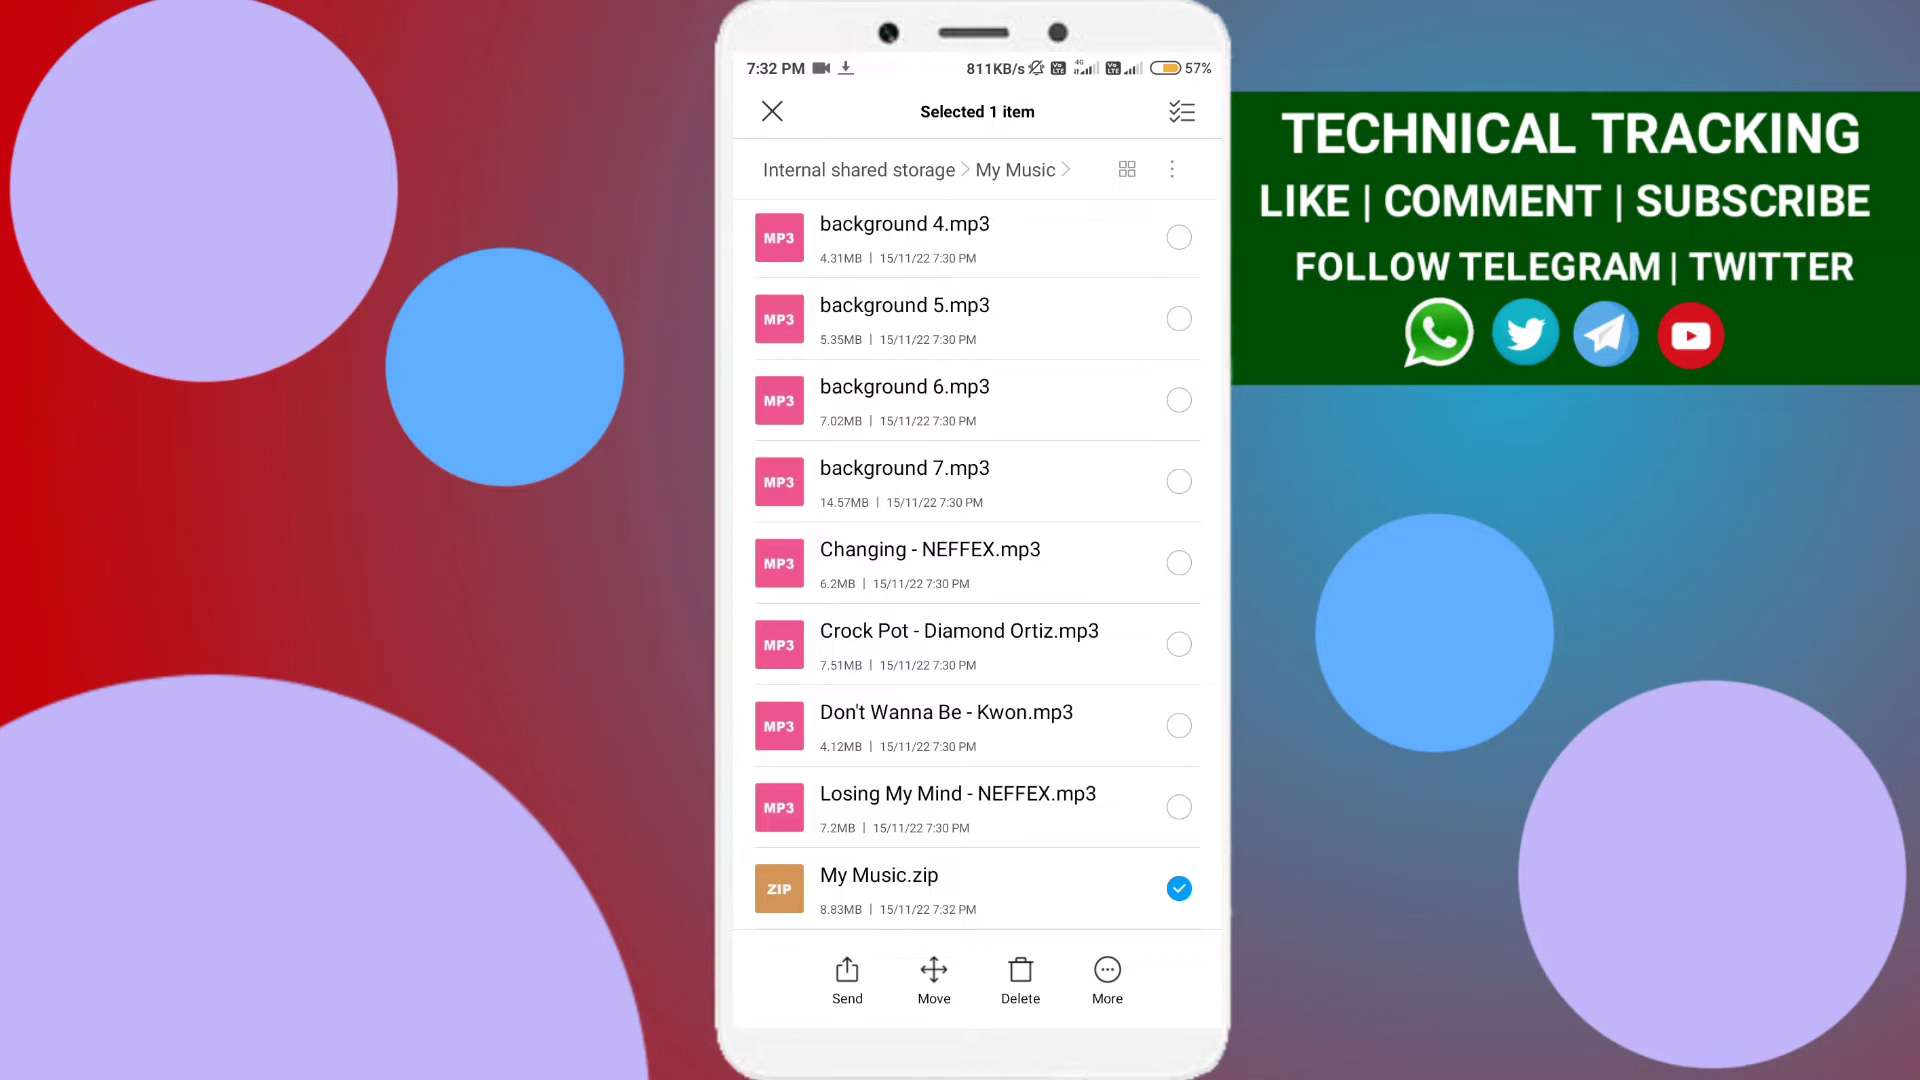 7:32 PM 811KB/s Vo LTE 4G Vo LTE 57%
Selected 1 item
Internal shared storage My Music
MP3 background 4.mp3
4.31MB | 15/11/22 7:30 PM
MP3 background 5.mp3
5.35MB | 15/11/22 7:30 PM
MP3 background 6.mp3
7.02MB | 15/11/22 7:30 PM
MP3 background 7.mp3
14.57MB | 15/11/22 7:30 PM
MP3 Changing - NEFFEX.mp3
6.2MB | 15/11/22 7:30 PM
MP3 Crock Pot - Diamond Ortiz.mp3
7.51MB | 15/11/22 7:30 PM
MP3 Don't Wanna Be - Kwon.mp3
4.12MB | 15/11/22 7:30 PM
MP3 Losing My Mind - NEFFEX.mp3
7.2MB | 15/11/22 7:30 PM
ZIP My Music.zip
8.83MB | 15/11/22 7:32 PM
Send Move Delete More
TECHNICAL TRACKING
LIKE | COMMENT | SUBSCRIBE
FOLLOW TELEGRAM | TWITTER